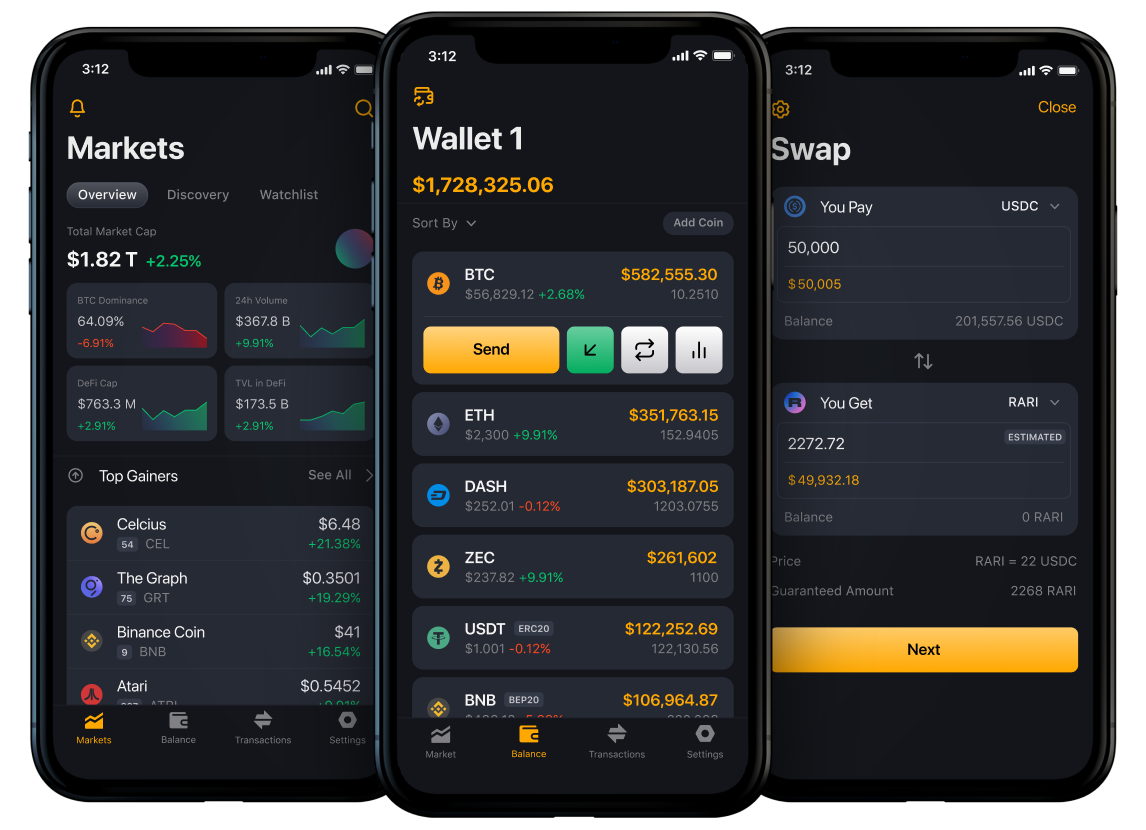 3:12
Markets
Overview Discovery Watchlist
Total Market Cap
$1.82 T +2.25%
BTC Dominance
64.09%
-6.91%
24h Volume
$367.8 B
+9.91%
DeFi Cap
$763.3 M
+2.91%
TVL in DeFi
$173.5 B
+2.91%
Top Gainers See All
Celcius $6.48
54 CEL +21.38%
The Graph $0.3501
75 GRT +19.29%
Binance Coin $41
9 BNB +16.54%
Atari $0.5452
Markets Balance Transactions Settings
3:12
Wallet 1
$1,728,325.06
Sort By Add Coin
BTC $582,555.30
$56,829.12 +2.68% 10.2510
Send
ETH $351,763.15
$2,300 +9.91% 152.9405
DASH $303,187.05
$252.01 -0.12% 1203.0755
ZEC $261,602
$237.82 +9.91% 1100
USDT ERC20 $122,252.69
$1.001 -0.12% 122,130.56
BNB BEP20 $106,964.87
Market Balance Transactions Settings
3:12
Close
Swap
You Pay USDC
50,000
$50,005
Balance 201,557.56 USDC
You Get RARI
2272.72 ESTIMATED
$49,932.18
Balance 0 RARI
Price RARI = 22 USDC
Guaranteed Amount 2268 RARI
Next